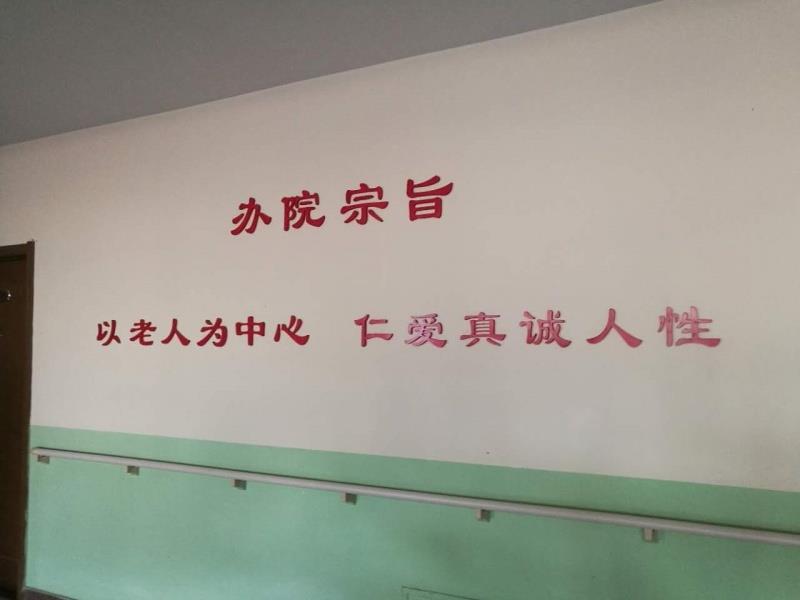 办院宗旨
以老人为中心 仁爱真诚人性